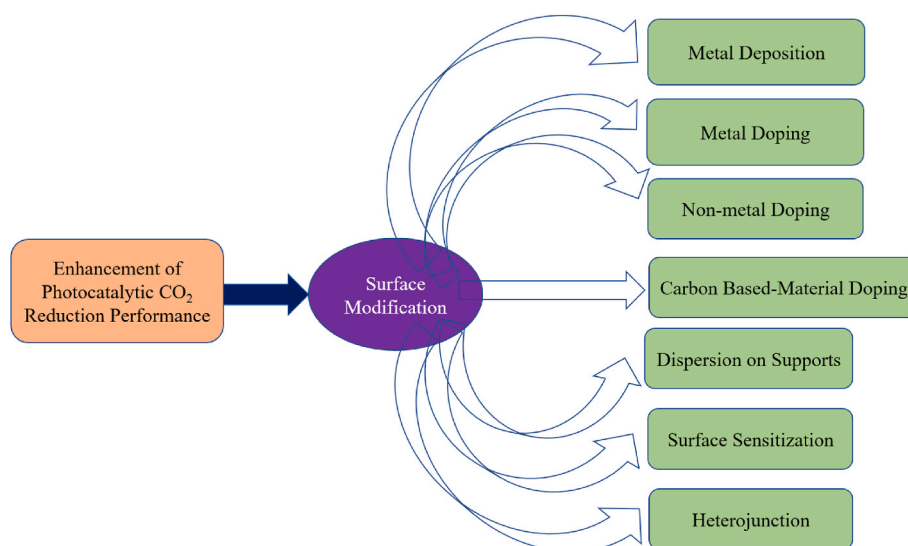 Metal Deposition
Metal Doping
Non-metal Doping
Enhancement of
Photocatalytic CO₂
Reduction Performance
Surface
Modification
Carbon Based-Material Doping
Dispersion on Supports
Surface Sensitization
Heterojunction